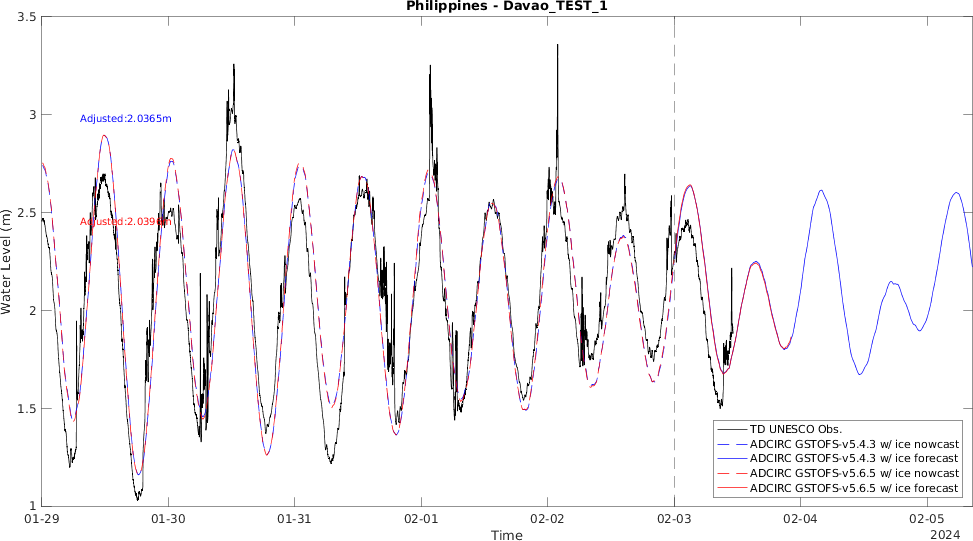 Philippines - Davao_TEST_1
3.5
3
2.5
2
1.5
1
Water Level (m)
Adjusted:2.0365m
01-29
01-30
01-31
02-01
02-02
02-03
02-04
02-05
2024
Time
TD UNESCO Obs.
ADCIRC GSTOFS-v5.4.3 w/ ice nowcast
ADCIRC GSTOFS-v5.4.3 w/ ice forecast
ADCIRC GSTOFS-v5.6.5 w/ ice nowcast
ADCIRC GSTOFS-v5.6.5 w/ ice forecast